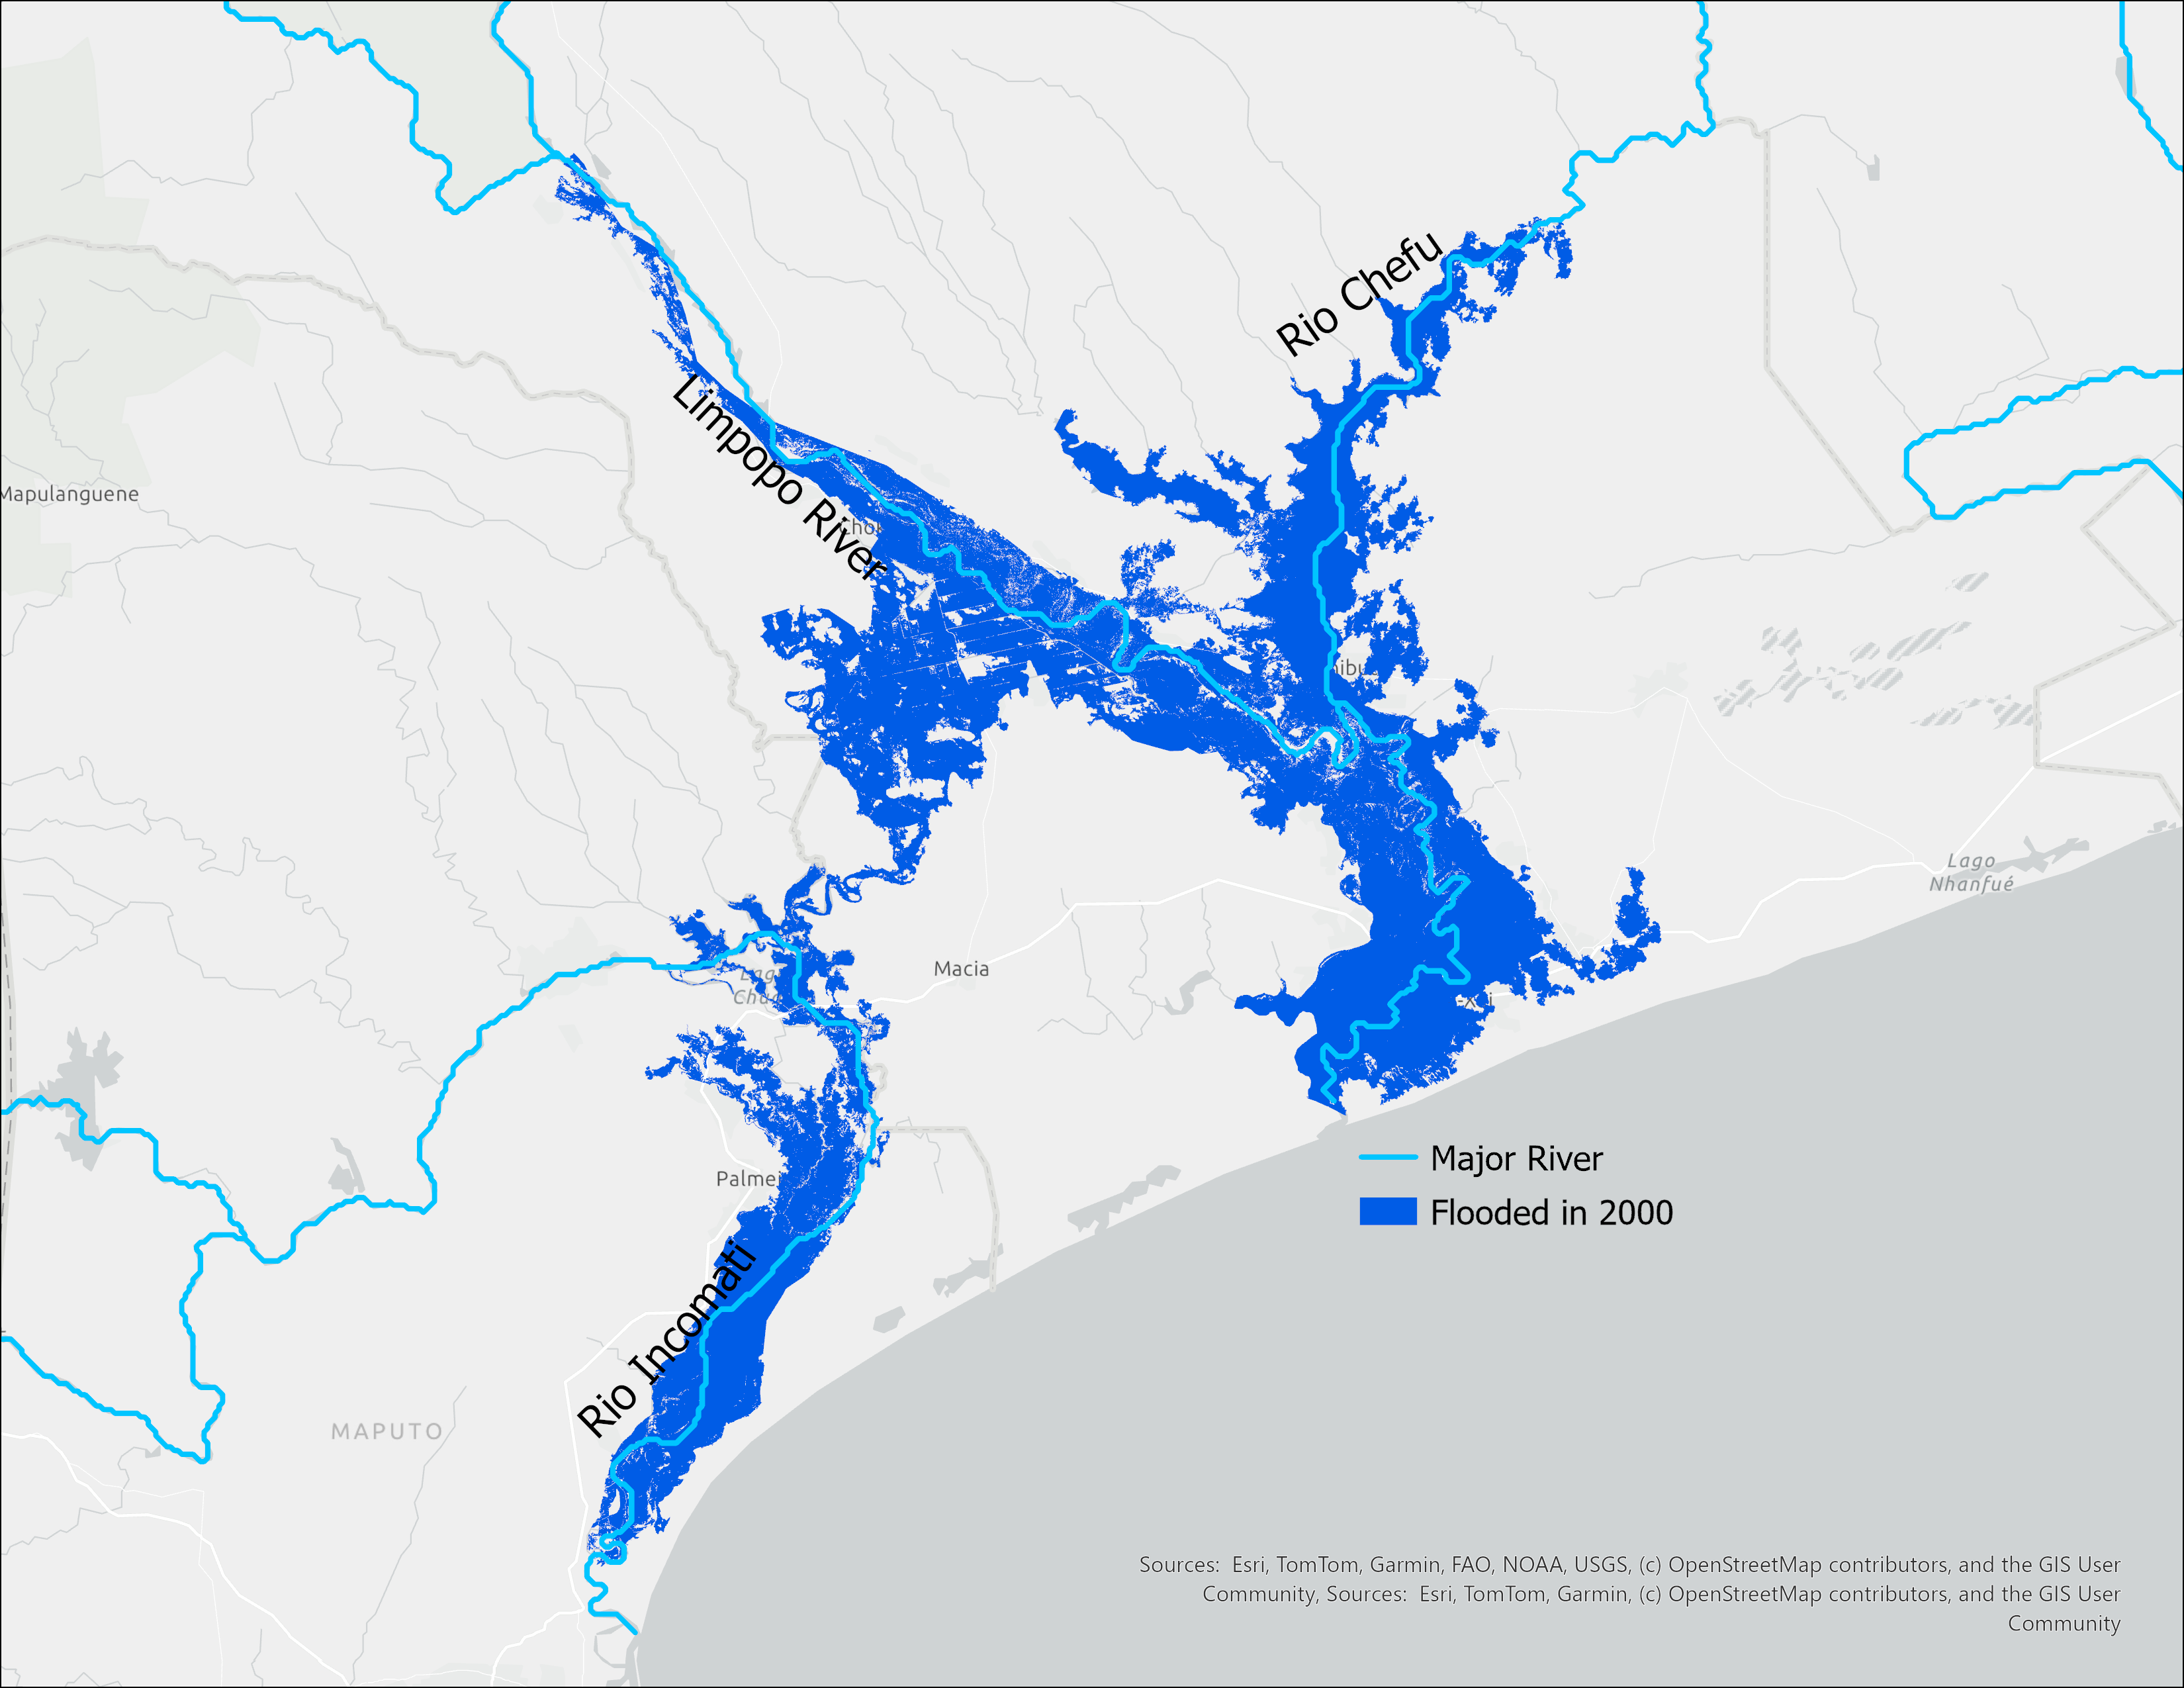 Rio Chefu
Limpopo River
Mapulanguene
Lago
Nhanfué
Macia
Major River
Palmer
Flooded in 2000
Rio Incomati
MAPUTO
Sources: Esri, TomTom, Garmin, FAO, NOAA, USGS, (c) OpenStreetMap contributors, and the GIS User
Community, Sources: Esri, TomTom, Garmin, (c) OpenStreetMap contributors, and the GIS User
Community